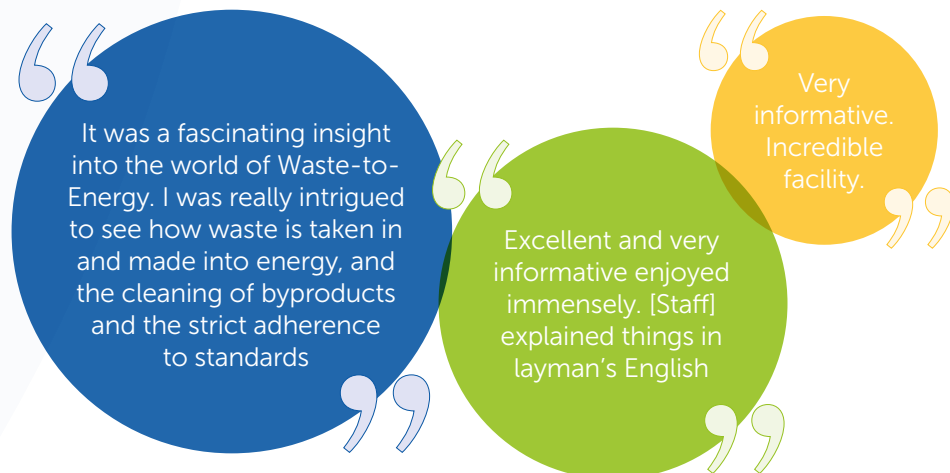 It was a fascinating insight
into the world of Waste-to-
Energy. I was really intrigued
to see how waste is taken in
and made into energy, and
the cleaning of byproducts
and the strict adherence
to standards
Excellent and very
informative enjoyed
immensely. [Staff]
explained things in
layman’s English
Very
informative.
Incredible
facility.